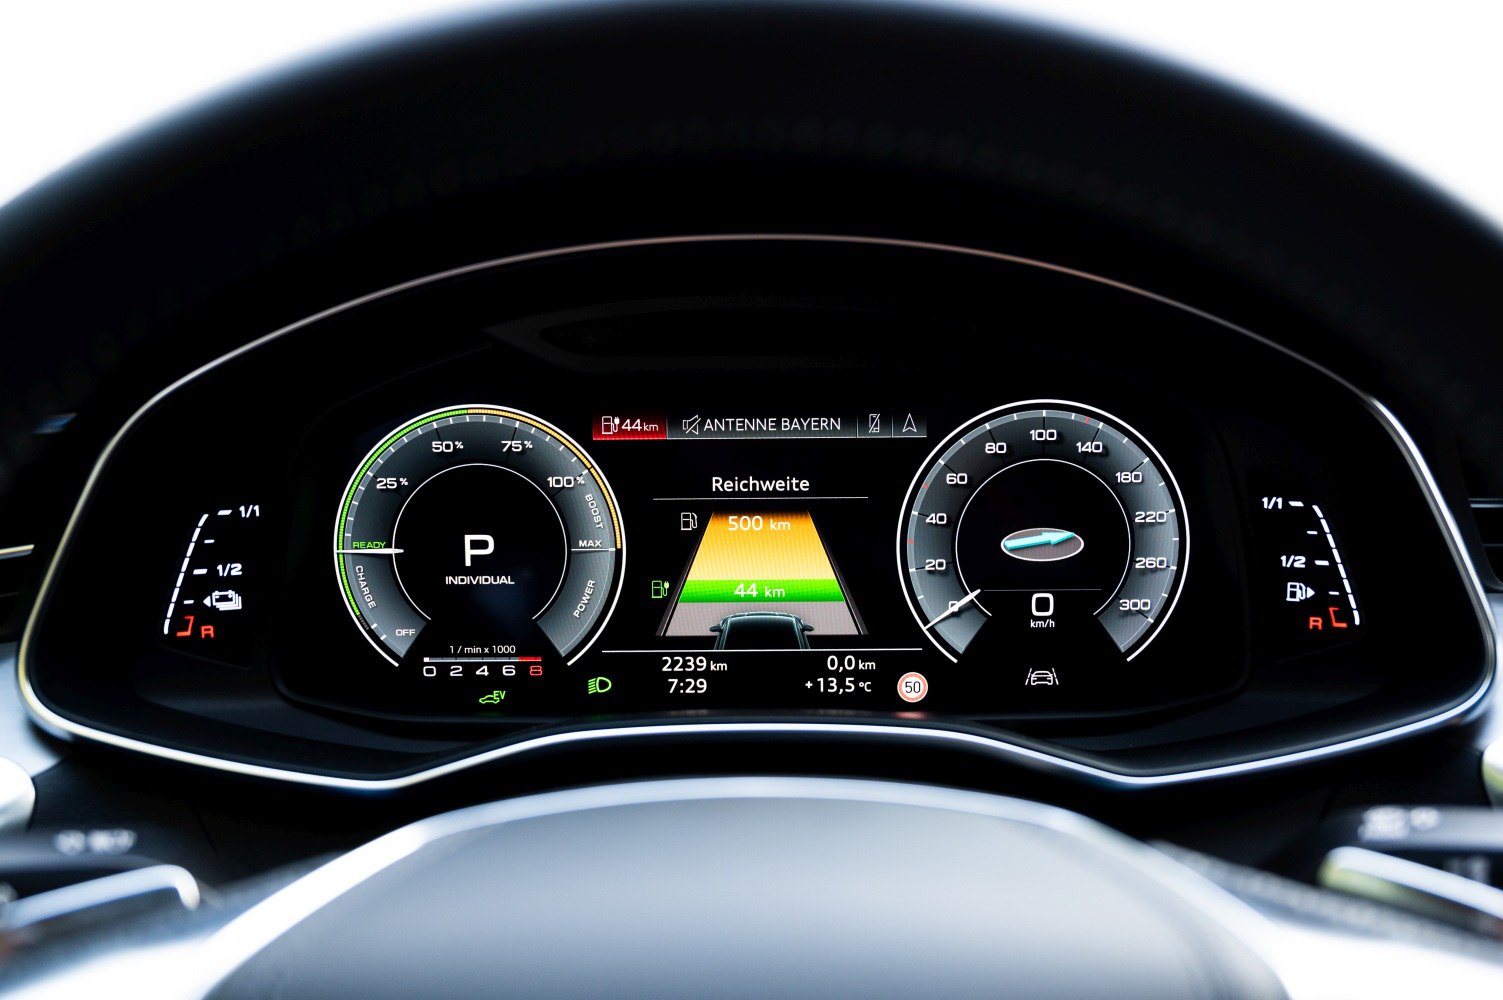 44 km ANTENNE BAYERN
Reichweite
500 km
44 km
2239 km 0,0 km
7:29 +13,5 °C
50
1/1
1/2
R
OFF
CHARGE
READY
25%
50%
75%
100%
BOOST
MAX
POWER
P
INDIVIDUAL
1 / min x 1000
0 2 4 6 8
EV
0
20
40
60
80
100
140
180
220
260
300
0
km/h
1/1
1/2
R